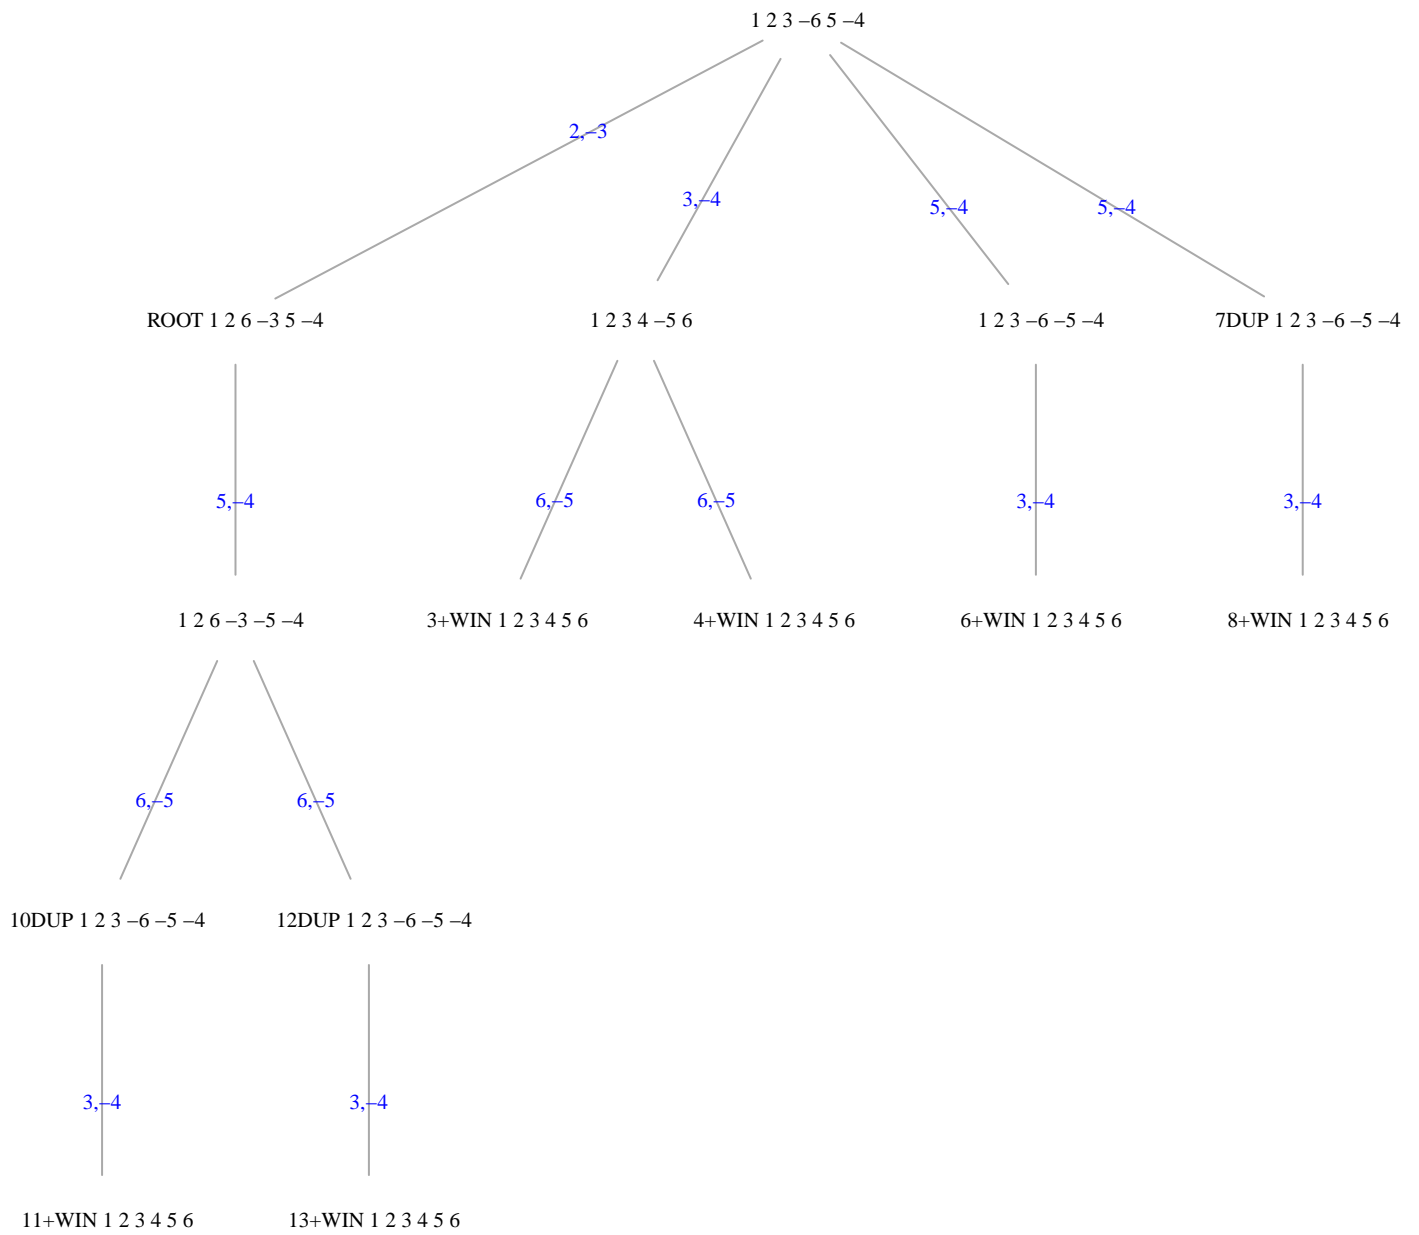 1 2 3 −6 5 −4
2,−3
3,−4
5,−4
5,−4
ROOT 1 2 6 −3 5 −4
1 2 3 4 −5 6
1 2 3 −6 −5 −4
7DUP 1 2 3 −6 −5 −4
5,−4
6,−5
6,−5
3,−4
3,−4
1 2 6 −3 −5 −4
3+WIN 1 2 3 4 5 6
4+WIN 1 2 3 4 5 6
6+WIN 1 2 3 4 5 6
8+WIN 1 2 3 4 5 6
6,−5
6,−5
10DUP 1 2 3 −6 −5 −4
12DUP 1 2 3 −6 −5 −4
3,−4
3,−4
11+WIN 1 2 3 4 5 6
13+WIN 1 2 3 4 5 6